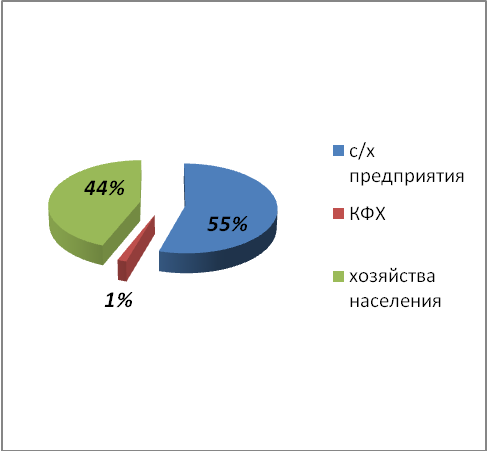 44%
55%
1%
с/х
предприятия
КФХ
хозяйства
населения